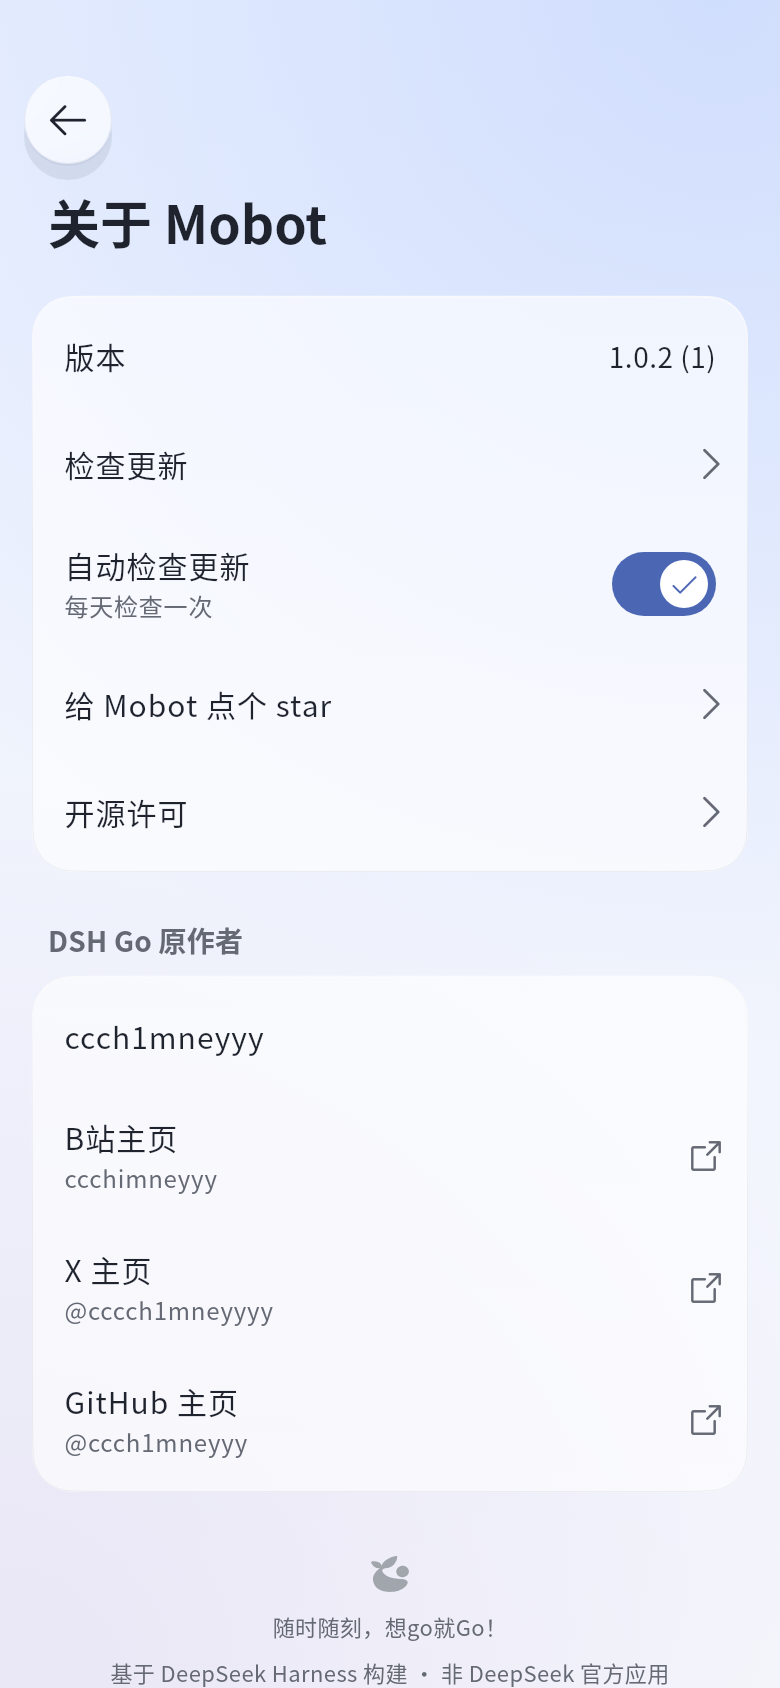 关于 Mobot
版本
1.0.2 (1)
检查更新
自动检查更新
每天检查一次
给 Mobot 点个 star
开源许可
DSH Go 原作者
ccch1mneyyy
B站主页
ccchimneyyy
X 主页
@cccch1mneyyyy
GitHub 主页
@ccch1mneyyy
随时随刻，想go就Go！
基于 DeepSeek Harness 构建 · 非 DeepSeek 官方应用